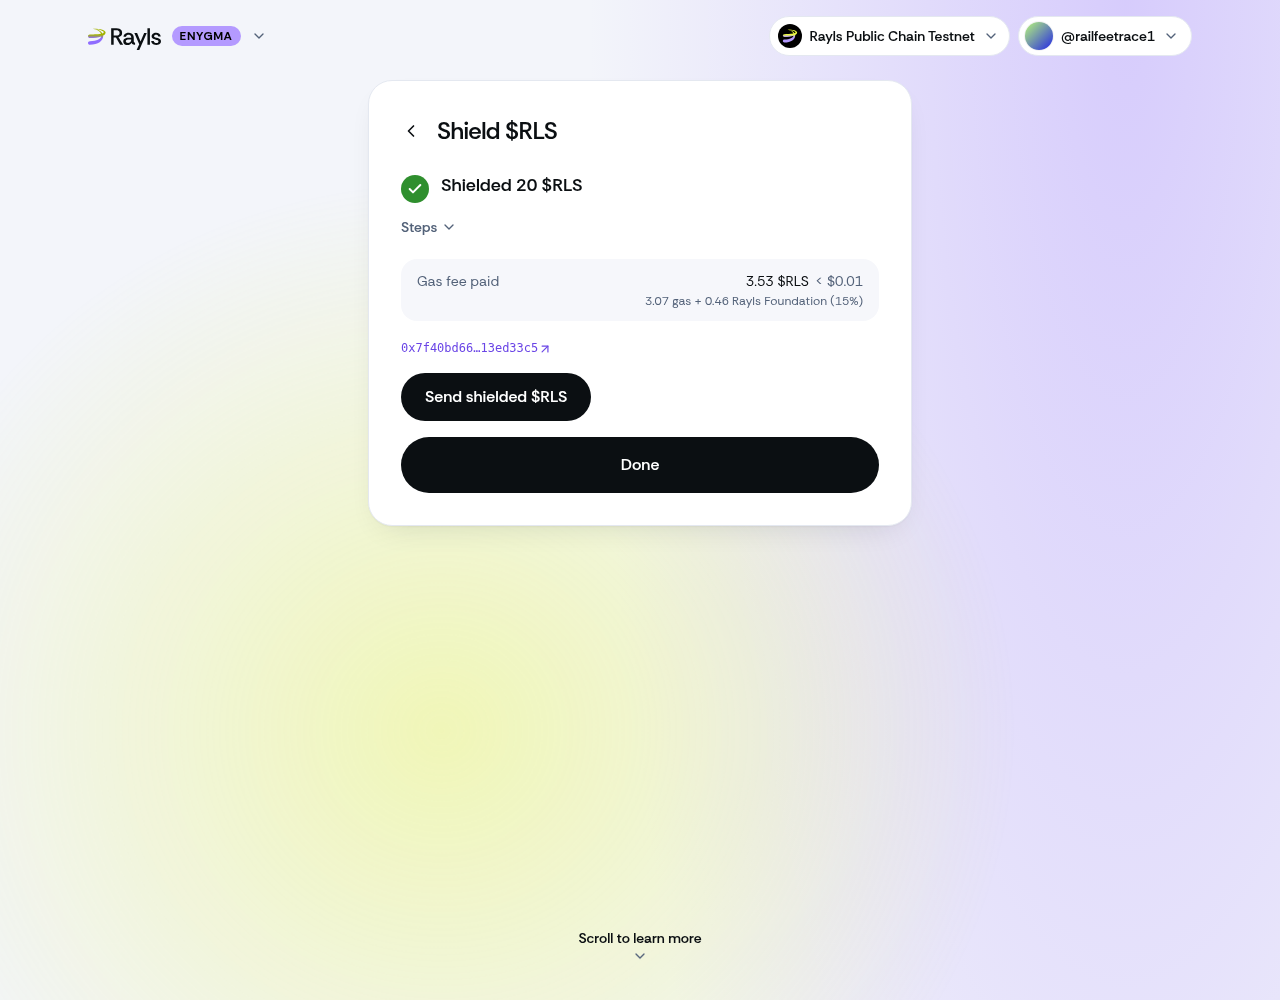 Rayls ENYGMA
Rayls Public Chain Testnet
@railfeetrace1
Shield $RLS
Shielded 20 $RLS
Steps
Gas fee paid
3.53 $RLS < $0.01
3.07 gas + 0.46 Rayls Foundation (15%)
0x7f40bd66…13ed33c5
Send shielded $RLS
Done
Scroll to learn more